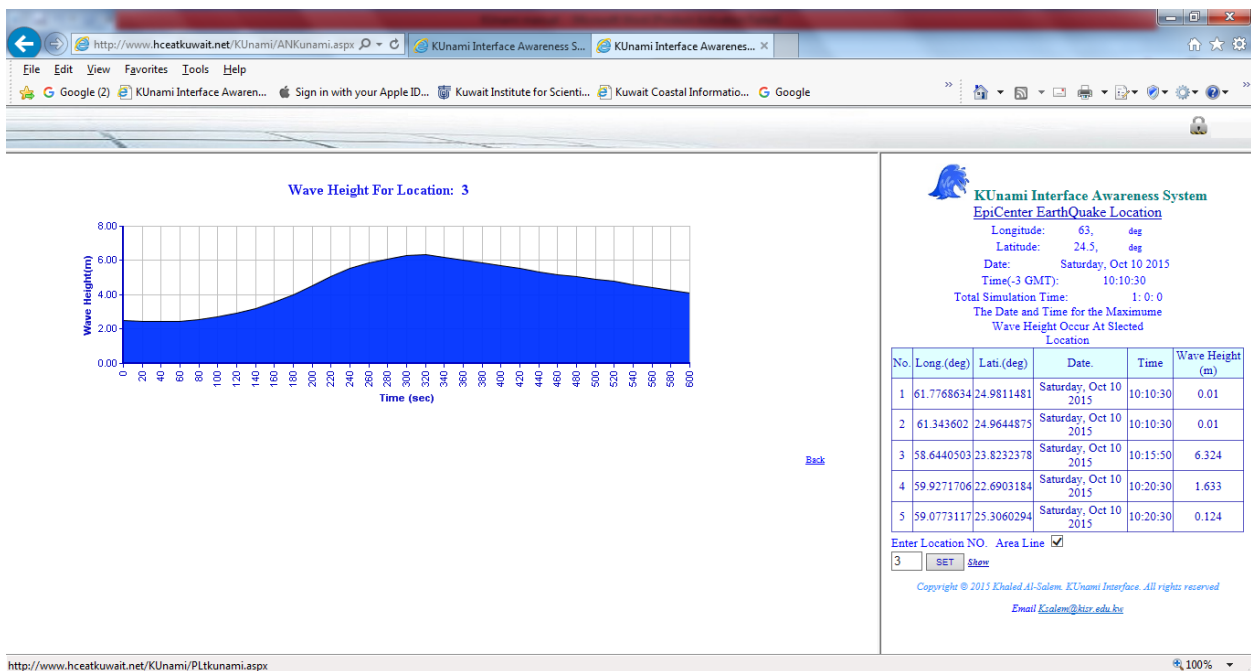 http://www.hceatkuwait.net/KUnami/ANKunami.aspx
KUnami Interface Awareness S...
KUnami Interface Awarenes...
File Edit View Favorites Tools Help
Google (2) KUnami Interface Awaren... Sign in with your Apple ID... Kuwait Institute for Scienti... Kuwait Coastal Informatio... Google
Wave Height For Location: 3
8.00
6.00
4.00
2.00
0.00
Wave Height(m)
0 20 40 60 80 100 120 140 160 180 200 220 240 260 280 300 320 340 360 380 400 420 440 460 480 500 520 540 560 580 600
Time (sec)
Back
KUnami Interface Awareness System
EpiCenter EarthQuake Location
Longitude: 63, deg
Latitude: 24.5, deg
Date: Saturday, Oct 10 2015
Time(-3 GMT): 10:10:30
Total Simulation Time: 1: 0: 0
The Date and Time for the Maximume
Wave Height Occur At Slected
Location
No. Long.(deg) Lati.(deg) Date. Time Wave Height (m)
1 61.7768634 24.9811481 Saturday, Oct 10 2015 10:10:30 0.01
2 61.343602 24.9644875 Saturday, Oct 10 2015 10:10:30 0.01
3 58.6440503 23.8232378 Saturday, Oct 10 2015 10:15:50 6.324
4 59.9271706 22.6903184 Saturday, Oct 10 2015 10:20:30 1.633
5 59.0773117 25.3060294 Saturday, Oct 10 2015 10:20:30 0.124
Enter Location NO. Area Line
3 SET Show
Copyright © 2015 Khaled Al-Salem. KUnami Interface. All rights reserved
Email Ksalem@kisr.edu.kw
http://www.hceatkuwait.net/KUnami/PLtkunami.aspx
100%